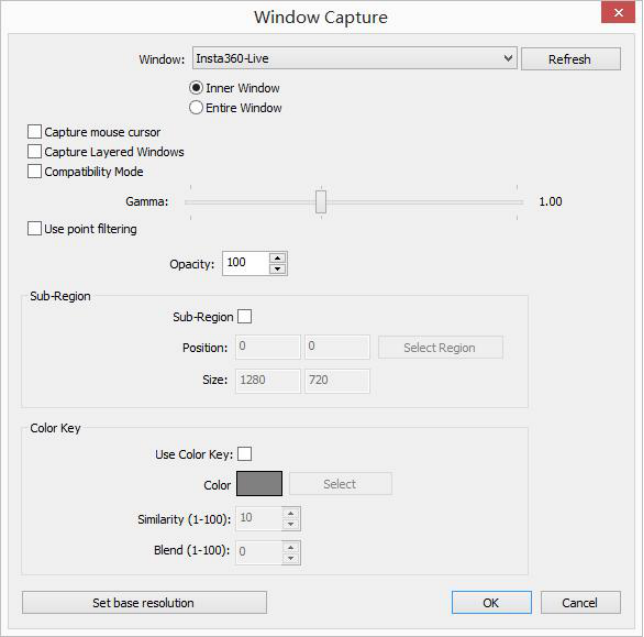 Window Capture
Window: Insta360-Live Refresh
Inner Window
Entire Window
Capture mouse cursor
Capture Layered Windows
Compatibility Mode
Gamma: 1.00
Use point filtering
Opacity: 100
Sub-Region
Sub-Region
Position: 0 0 Select Region
Size: 1280 720
Color Key
Use Color Key:
Color Select
Similarity (1-100): 10
Blend (1-100): 0
Set base resolution OK Cancel